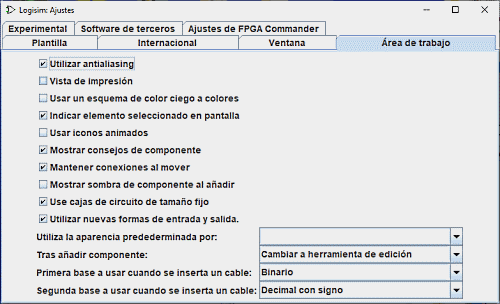 Logisim: Ajustes
Experimental Software de terceros Ajustes de FPGA Commander
Plantilla Internacional Ventana Área de trabajo
Utilizar antialiasing
Vista de impresión
Usar un esquema de color ciego a colores
Indicar elemento seleccionado en pantalla
Usar iconos animados
Mostrar consejos de componente
Mantener conexiones al mover
Mostrar sombra de componente al añadir
Use cajas de circuito de tamaño fijo
Utilizar nuevas formas de entrada y salida.
Utiliza la aparencia predederminada por:
Tras añadir componente: Cambiar a herramienta de edición
Primera base a usar cuando se inserta un cable: Binario
Segunda base a usar cuando se inserta un cable: Decimal con signo